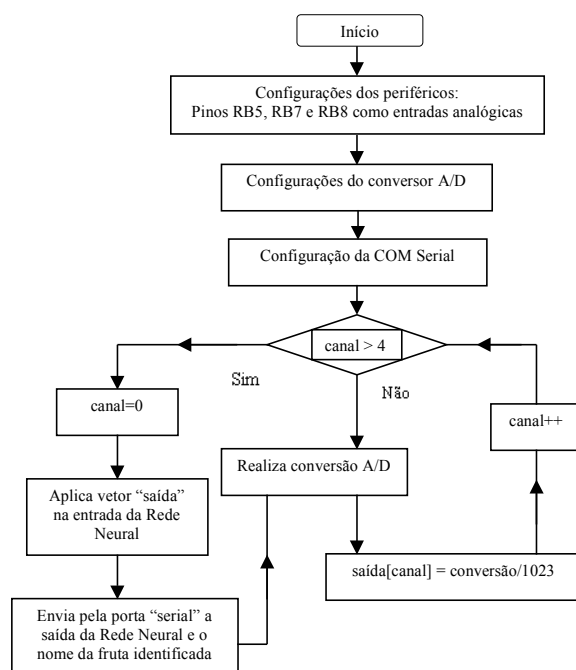 Início
Configurações dos periféricos:
Pinos RB5, RB7 e RB8 como entradas analógicas
Configurações do conversor A/D
Configuração da COM Serial
canal > 4
Sim
Não
canal=0
canal++
Realiza conversão A/D
Aplica vetor “saída”
na entrada da Rede
Neural
saída[canal] = conversão/1023
Envia pela porta “serial” a
saída da Rede Neural e o
nome da fruta identificada